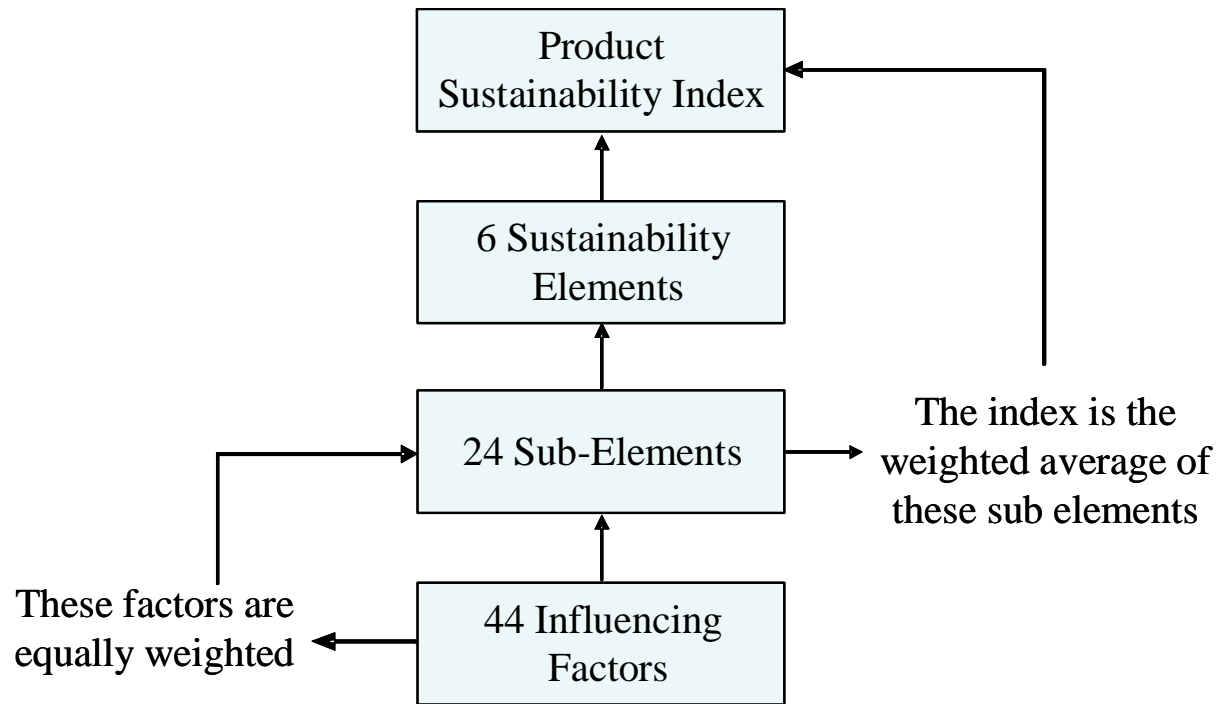 Product
Sustainability Index
6 Sustainability
Elements
24 Sub-Elements
The index is the
weighted average of
these sub elements
These factors are
equally weighted
44 Influencing
Factors